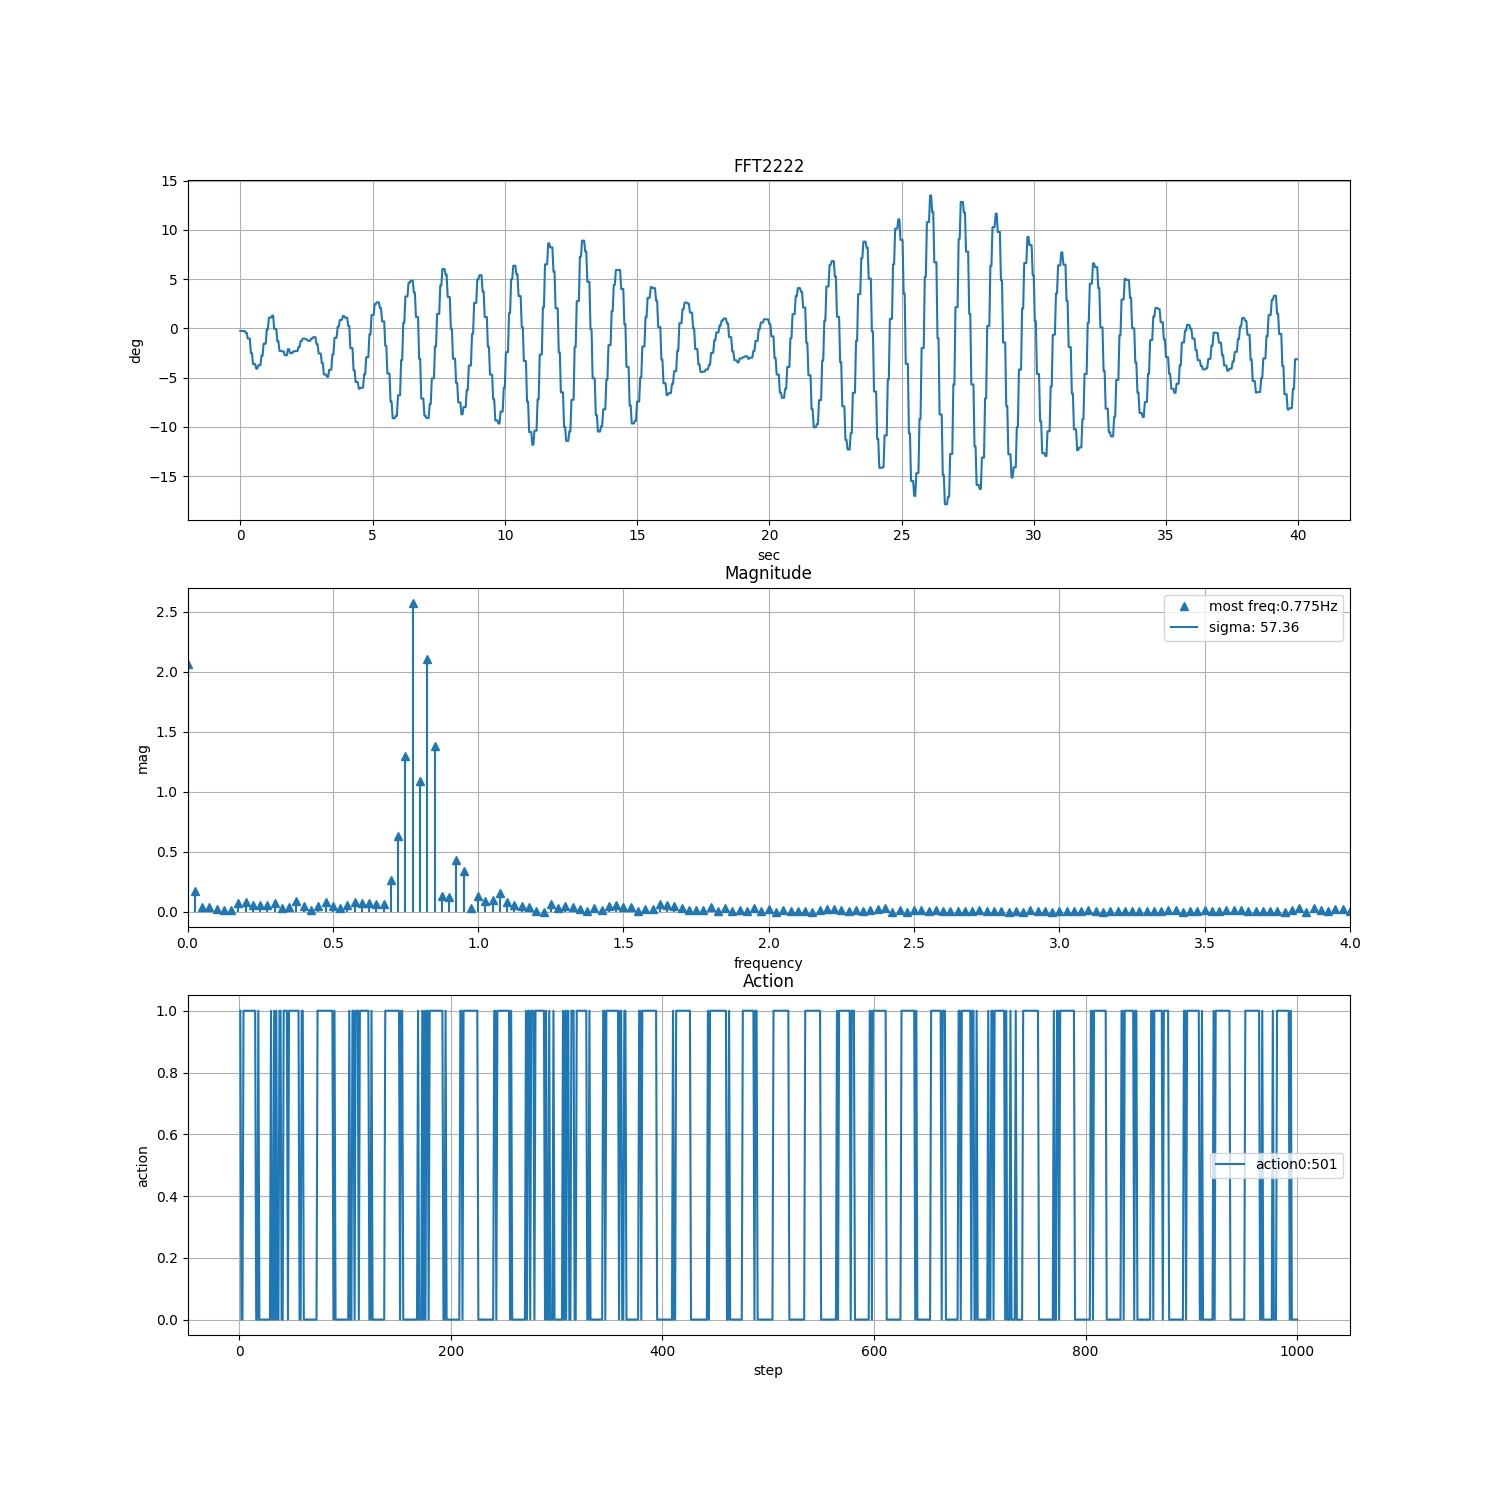 FFT2222
15
10
5
0
−5
−10
−15
deg
0 5 10 15 20 25 30 35 40
sec
Magnitude
most freq:0.775Hz
sigma: 57.36
2.5
2.0
1.5
1.0
0.5
0.0
mag
0.0 0.5 1.0 1.5 2.0 2.5 3.0 3.5 4.0
frequency
Action
1.0
0.8
0.6
0.4
0.2
0.0
action
action0:501
0 200 400 600 800 1000
step